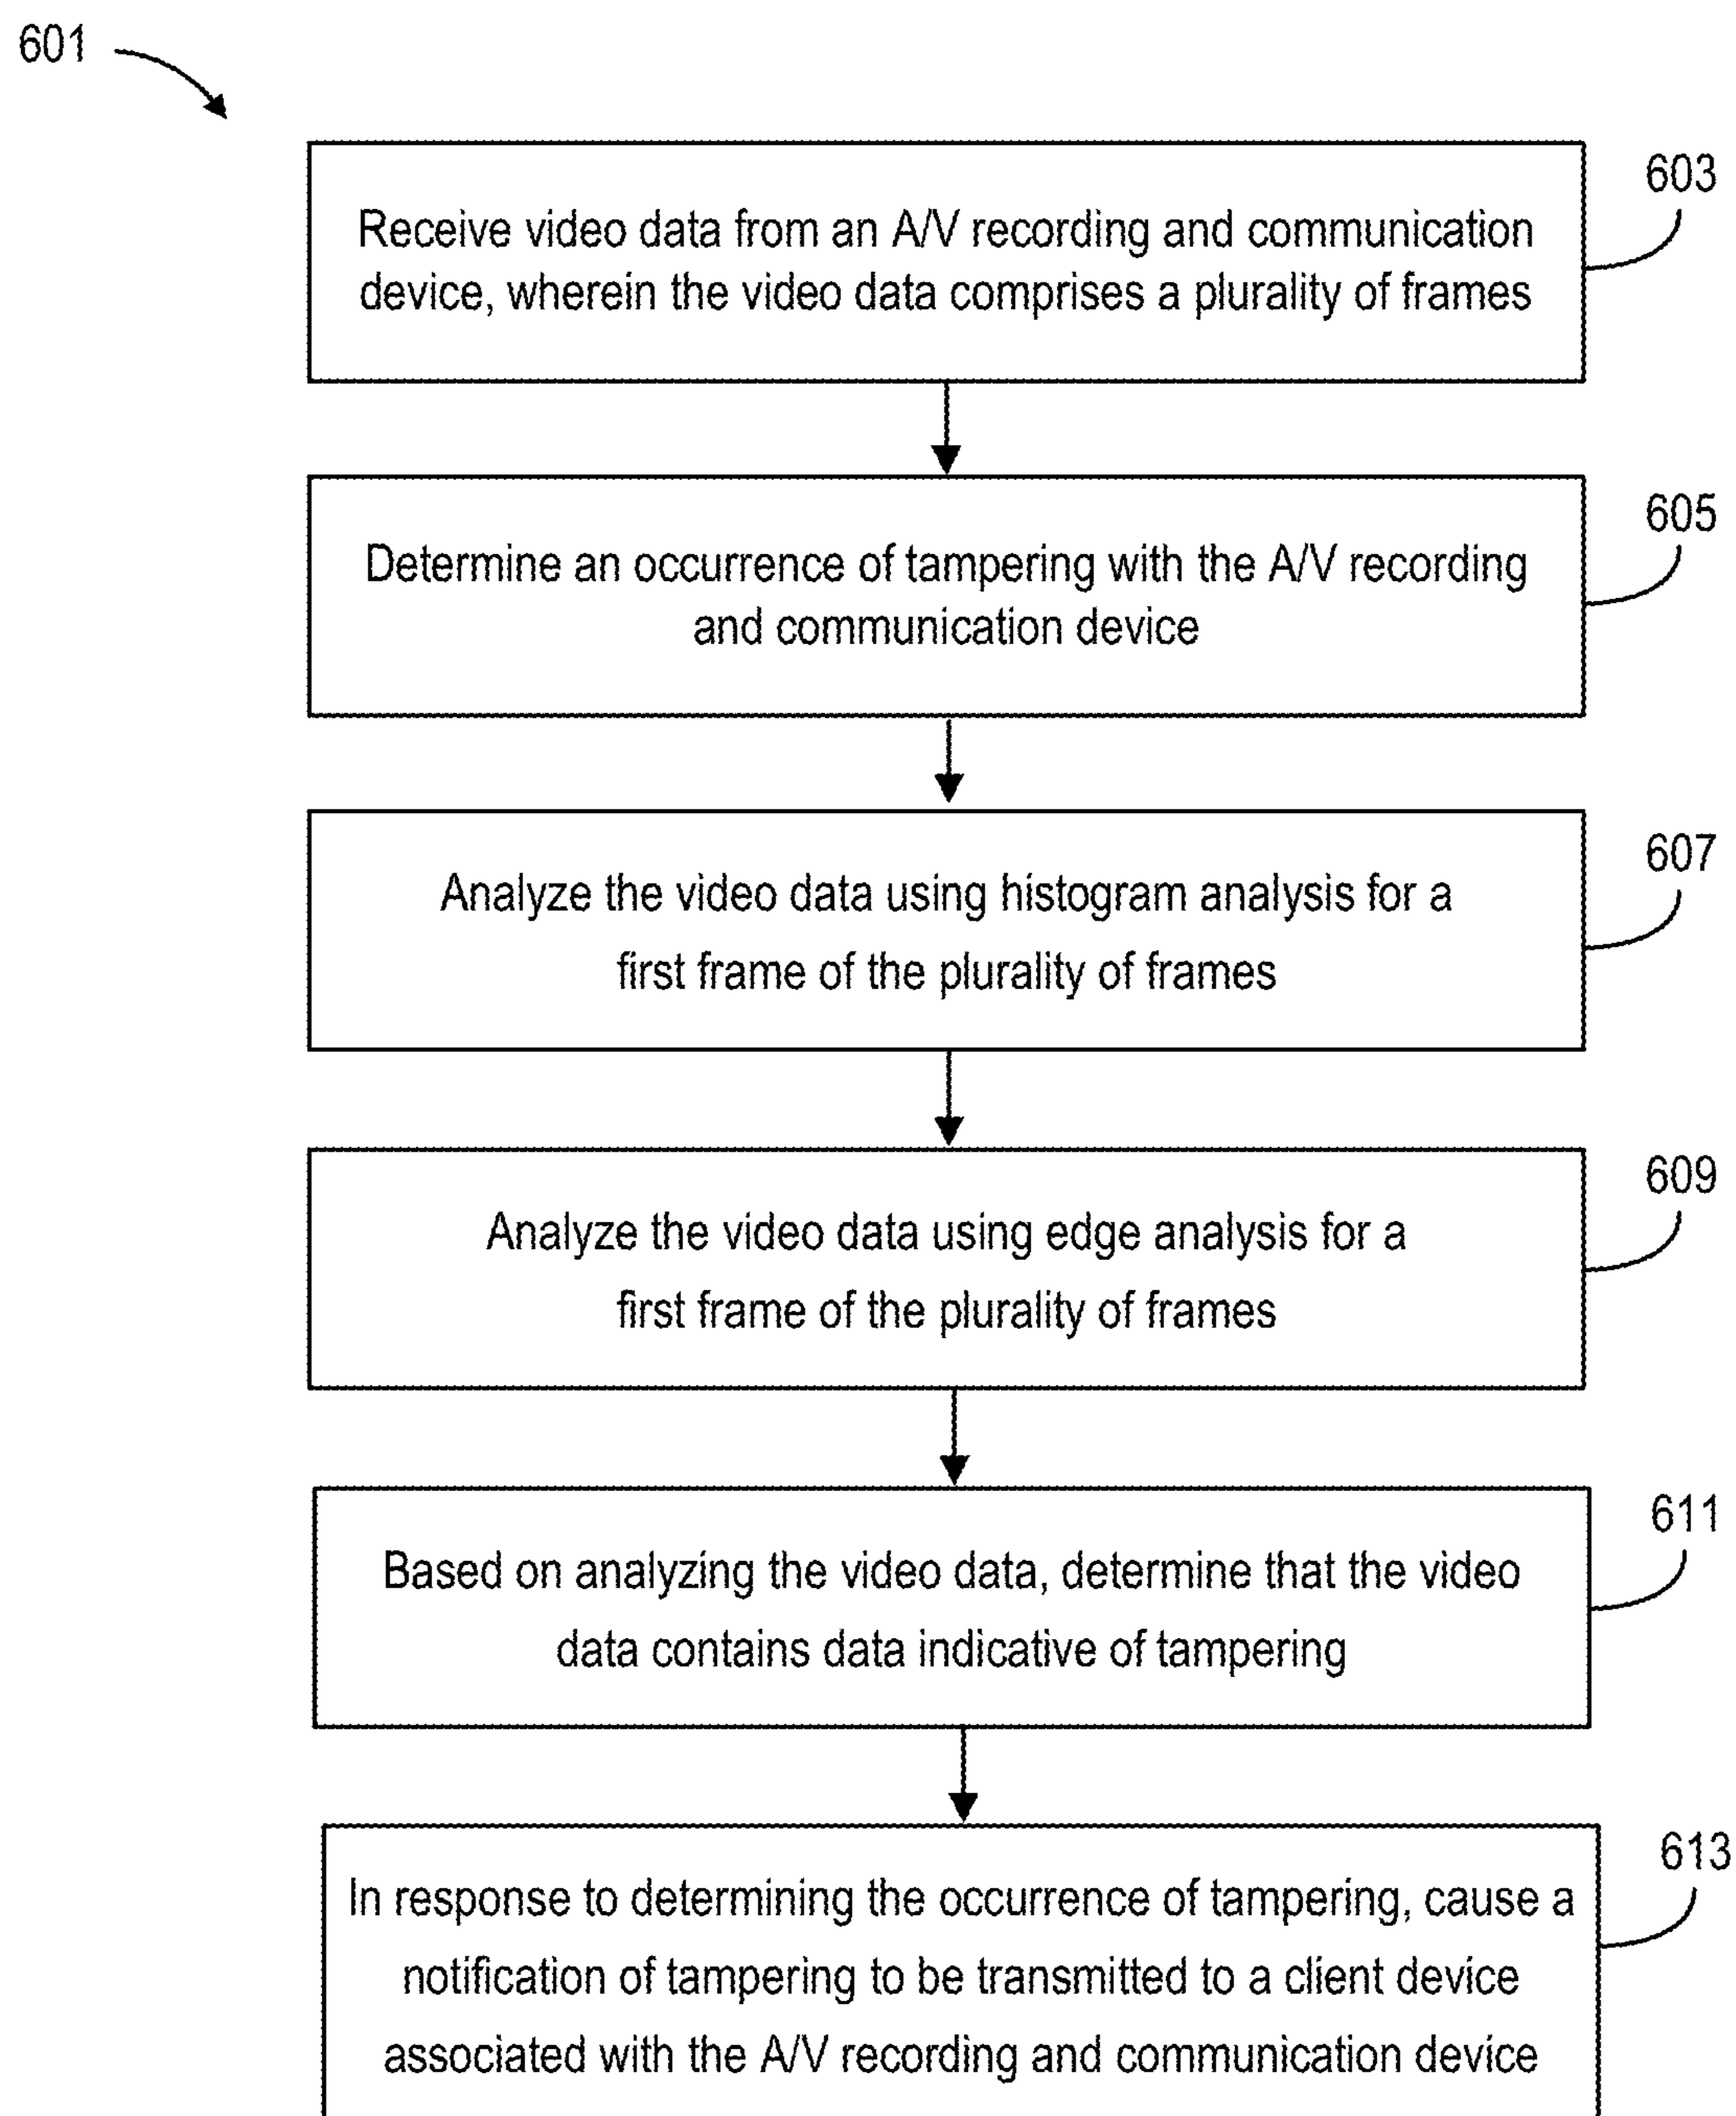 601
603
Receive video data from an A/V recording and communication
device, wherein the video data comprises a plurality of frames
605
Determine an occurrence of tampering with the A/V recording
and communication device
607
Analyze the video data using histogram analysis for a
first frame of the plurality of frames
609
Analyze the video data using edge analysis for a
first frame of the plurality of frames
611
Based on analyzing the video data, determine that the video
data contains data indicative of tampering
613
In response to determining the occurrence of tampering, cause a
notification of tampering to be transmitted to a client device
associated with the A/V recording and communication device